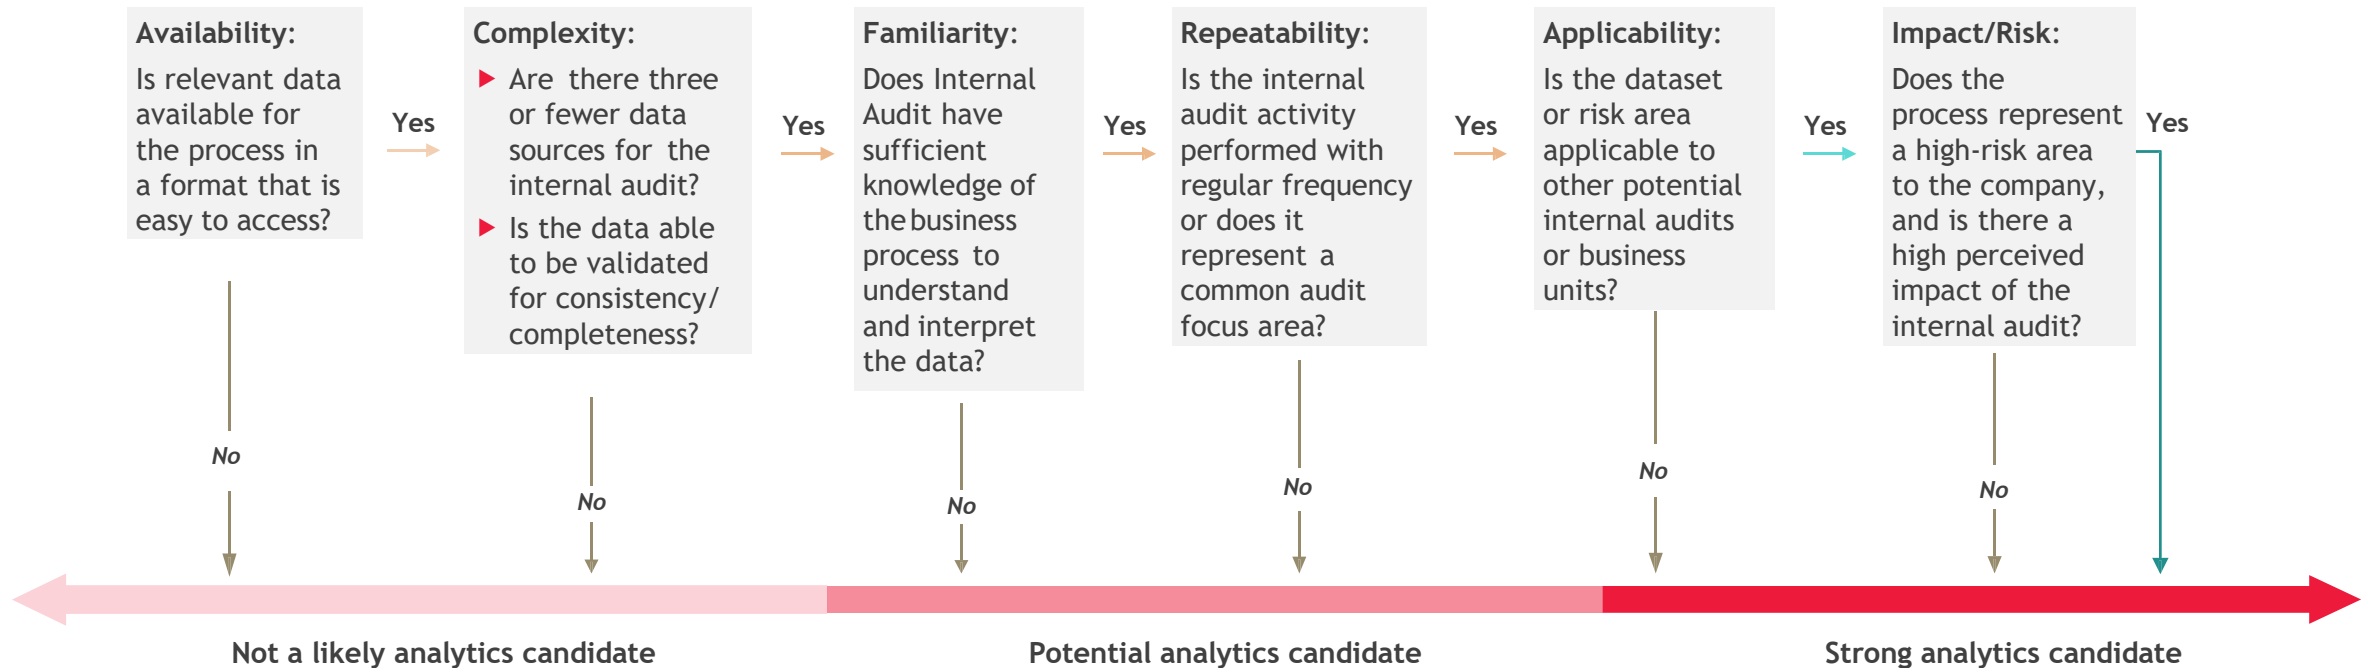 Availability:
Is relevant data
available for
the process in
a format that is
easy to access?
Yes
Complexity:
Are there three
or fewer data
sources for the
internal audit?
Is the data able
to be validated
for consistency/
completeness?
Yes
Familiarity:
Does Internal
Audit have
sufficient
knowledge of
the business
process to
understand
and interpret
the data?
Yes
Repeatability:
Is the internal
audit activity
performed with
regular frequency
or does it
represent a
common audit
focus area?
Yes
Applicability:
Is the dataset
or risk area
applicable to
other potential
internal audits
or business
units?
Yes
Impact/Risk:
Does the
process represent
a high-risk area
to the company,
and is there a
high perceived
impact of the
internal audit?
Yes
No
No
No
No
No
No
Not a likely analytics candidate
Potential analytics candidate
Strong analytics candidate